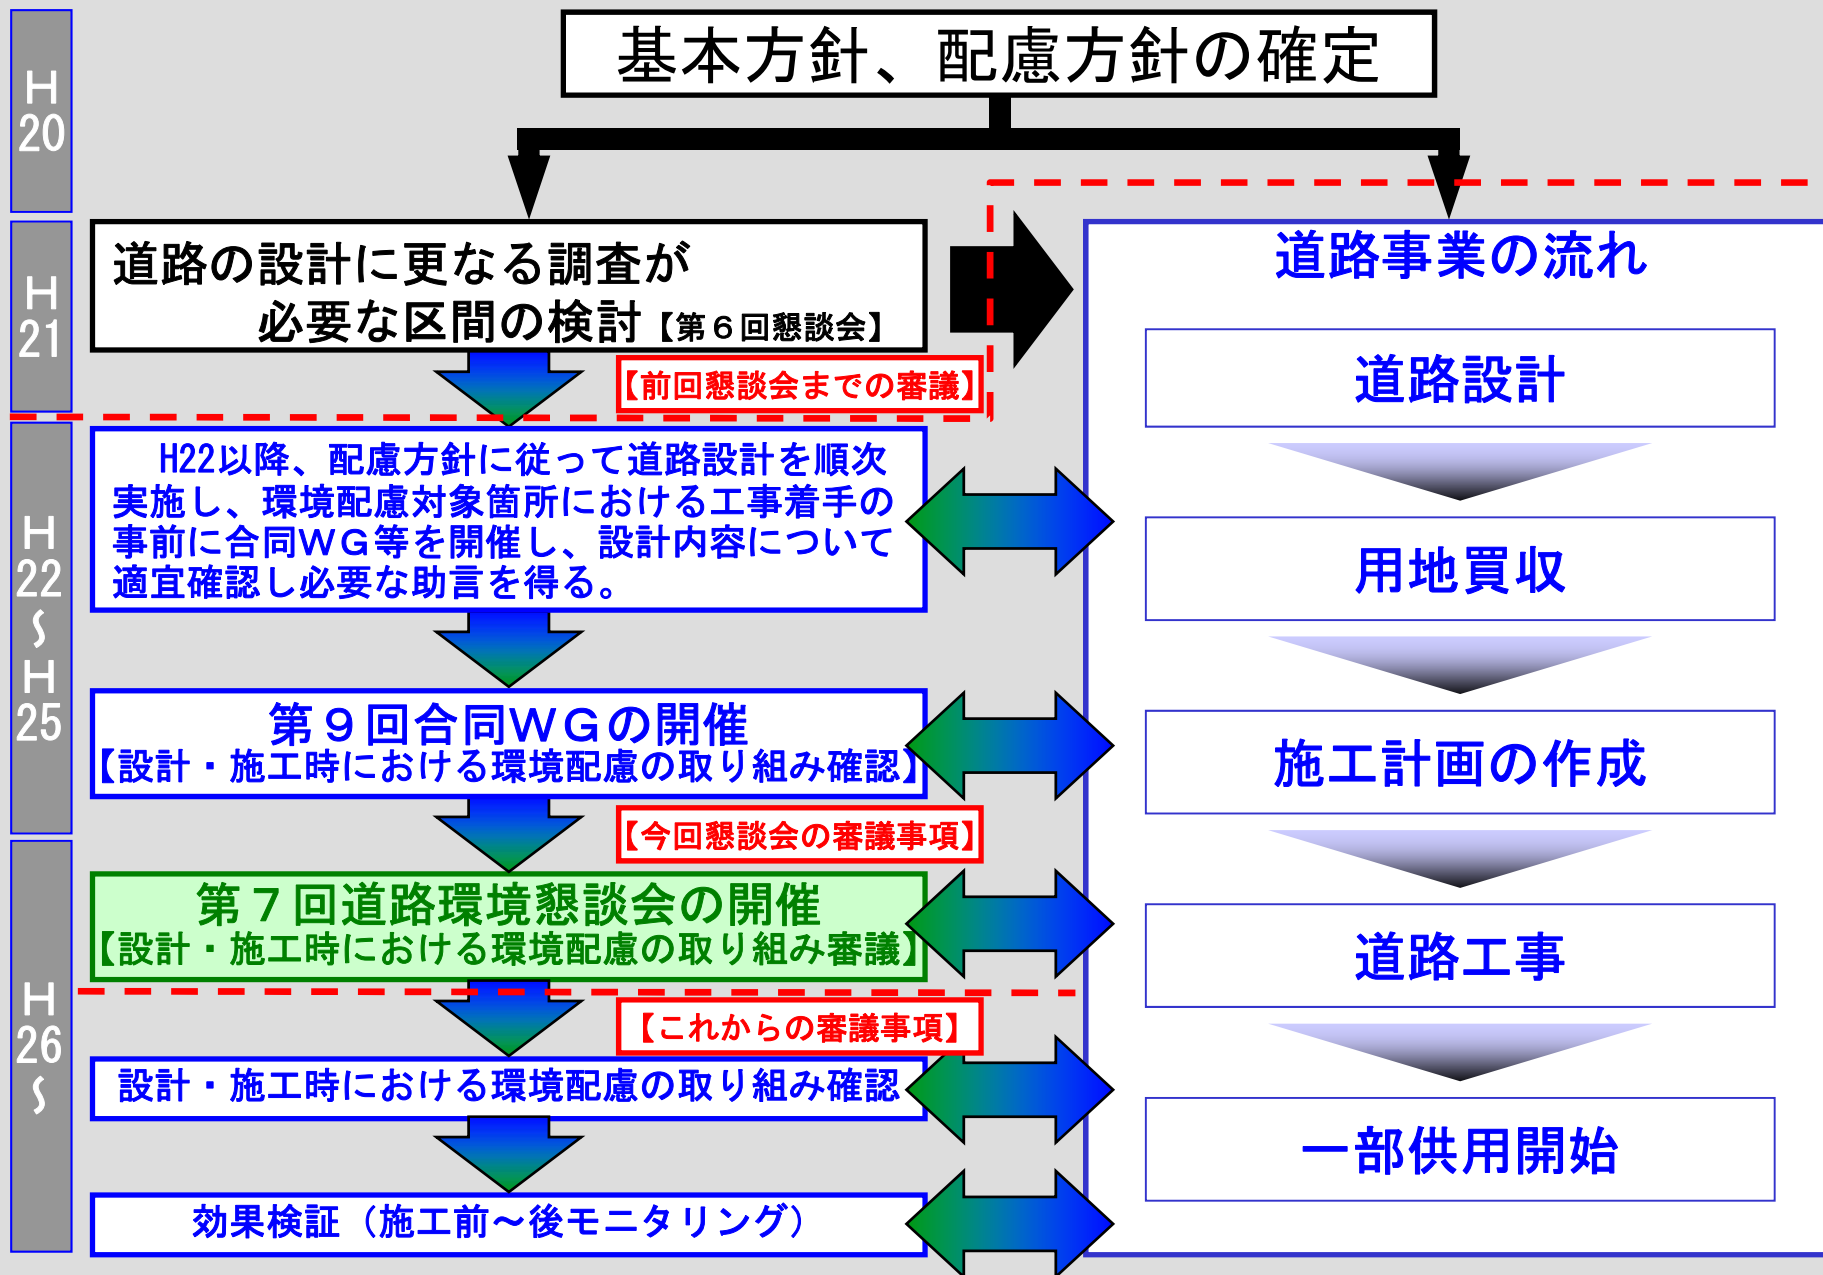 H
20
基本方針、配慮方針の確定
H
21
道路の設計に更なる調査が
必要な区間の検討【第６回懇談会】
【前回懇談会までの審議】
H
22
～
H
25
H22以降、配慮方針に従って道路設計を順次
実施し、環境配慮対象箇所における工事着手の
事前に合同ＷＧ等を開催し、設計内容について
適宜確認し必要な助言を得る。
第９回合同ＷＧの開催
【設計・施工時における環境配慮の取り組み確認】
【今回懇談会の審議事項】
H
26
～
第７回道路環境懇談会の開催
【設計・施工時における環境配慮の取り組み審議】
【これからの審議事項】
設計・施工時における環境配慮の取り組み確認
効果検証（施工前～後モニタリング）
道路事業の流れ
道路設計
用地買収
施工計画の作成
道路工事
一部供用開始